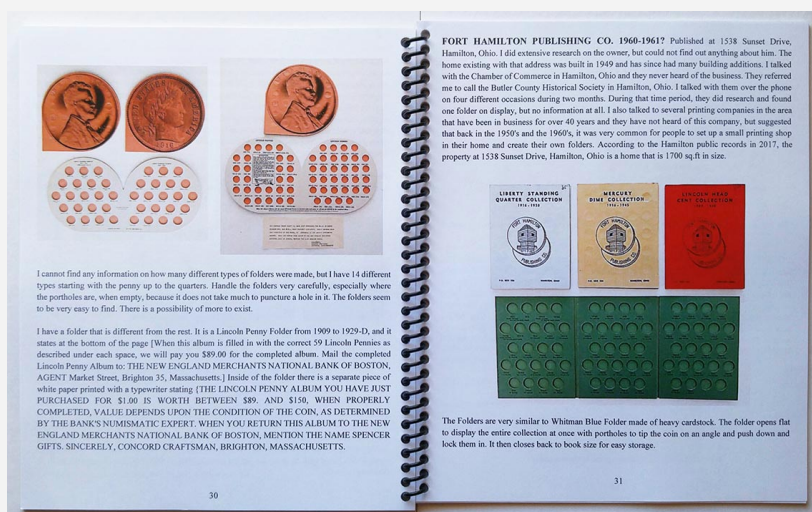 I cannot find any information on how many different types of folders were made, but I have 14 different
types starting with the penny up to the quarters. Handle the folders very carefully, especially where
the portholes are, when empty, because it does not take much to puncture a hole in it. The folders seem
to be very easy to find. There is a possibility of more to exist.
I have a folder that is different from the rest. It is a Lincoln Penny Folder from 1909 to 1929-D, and it
states at the bottom of the page [When this album is filled in with the correct 59 Lincoln Pennies as
described under each space, we will pay you $89.00 for the completed album. Mail the completed
Lincoln Penny Album to: THE NEW ENGLAND MERCHANTS NATIONAL BANK OF BOSTON,
AGENT Market Street, Brighton 35, Massachusetts.] Inside of the folder there is a separate piece of
white paper printed with a typewriter stating {THE LINCOLN PENNY ALBUM YOU HAVE JUST
PURCHASED FOR $1.00 IS WORTH BETWEEN $89. AND $150, WHEN PROPERLY
COMPLETED, VALUE DEPENDS UPON THE CONDITION OF THE COIN, AS DETERMINED
BY THE BANK'S NUMISMATIC EXPERT. WHEN YOU RETURN THIS ALBUM TO THE NEW
ENGLAND MERCHANTS NATIONAL BANK OF BOSTON, MENTION THE NAME SPENCER
GIFTS. SINCERELY, CONCORD CRAFTSMAN, BRIGHTON, MASSACHUSETTS.
30
FORT HAMILTON PUBLISHING CO. 1960-1961? Published at 1538 Sunset Drive,
Hamilton, Ohio. I did extensive research on the owner, but could not find out anything about him. The
home existing with that address was built in 1949 and has since had many building additions. I talked
with the Chamber of Commerce in Hamilton, Ohio and they never heard of the business. They referred
me to call the Butler County Historical Society in Hamilton, Ohio. I talked with them over the phone
on four different occasions during two months. During that time period, they did research and found
one folder on display, but no information at all. I also talked to several printing companies in the area
that have been in business for over 40 years and they have not heard of this company, but suggested
that back in the 1950's and the 1960's, it was very common for people to set up a small printing shop
in their home and create their own folders. According to the Hamilton public records in 2017, the
property at 1538 Sunset Drive, Hamilton, Ohio is a home that is 1700 sq.ft in size.
LIBERTY STANDING
QUARTER COLLECTION
FORT HAMILTON
PUBLISHING CO.
MERCURY
DIME COLLECTION
FORT HAMILTON
PUBLISHING CO.
LINCOLN HEAD
CENT COLLECTION
The Folders are very similar to Whitman Blue Folder made of heavy cardstock. The folder opens flat
to display the entire collection at once with portholes to tip the coin on an angle and push down and
lock them in. It then closes back to book size for easy storage.
31